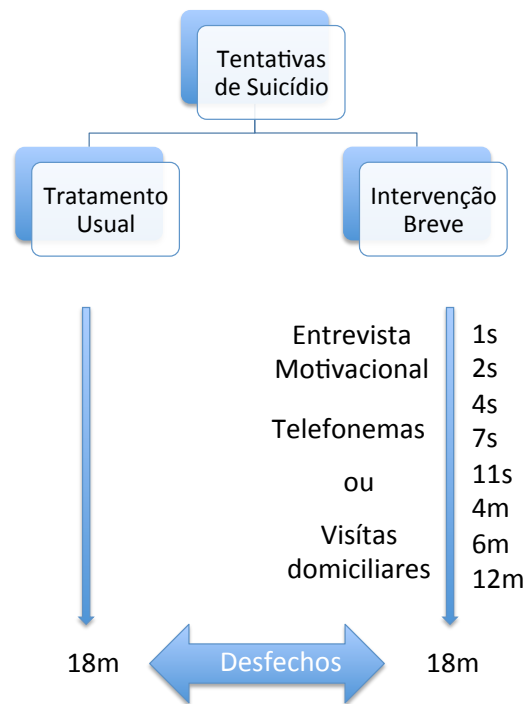 Tentativas
de Suicídio
Tratamento
Usual
Intervenção
Breve
Entrevista
Motivacional
Telefonemas
ou
Visítas
domiciliares
1s
2s
4s
7s
11s
4m
6m
12m
18m
Desfechos
18m